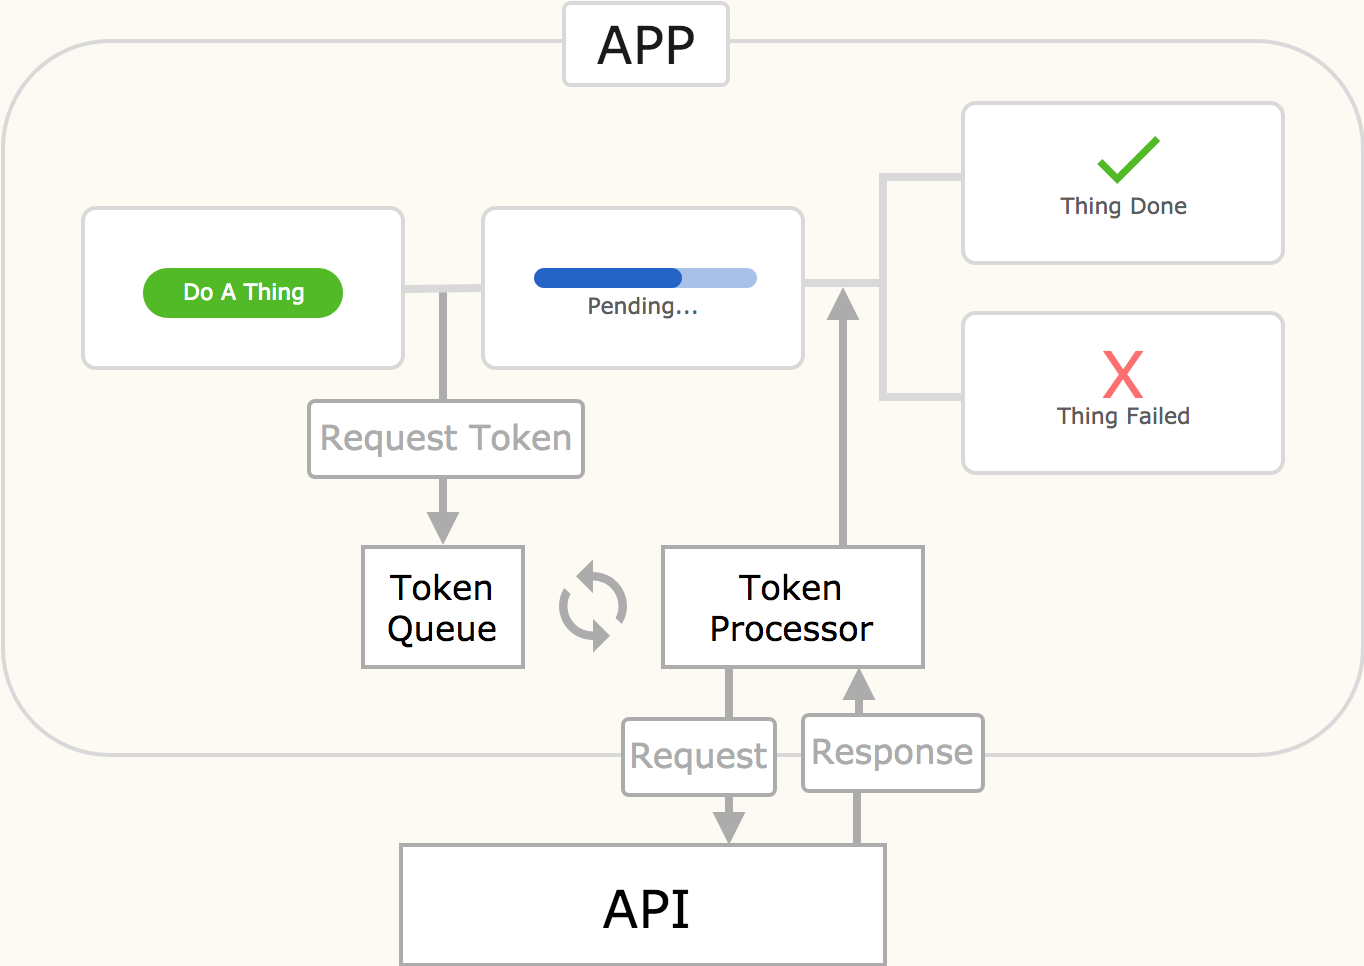 APP
Do A Thing
Pending...
Thing Done
X
Thing Failed
Request Token
Token
Queue
Token
Processor
Request
Response
API